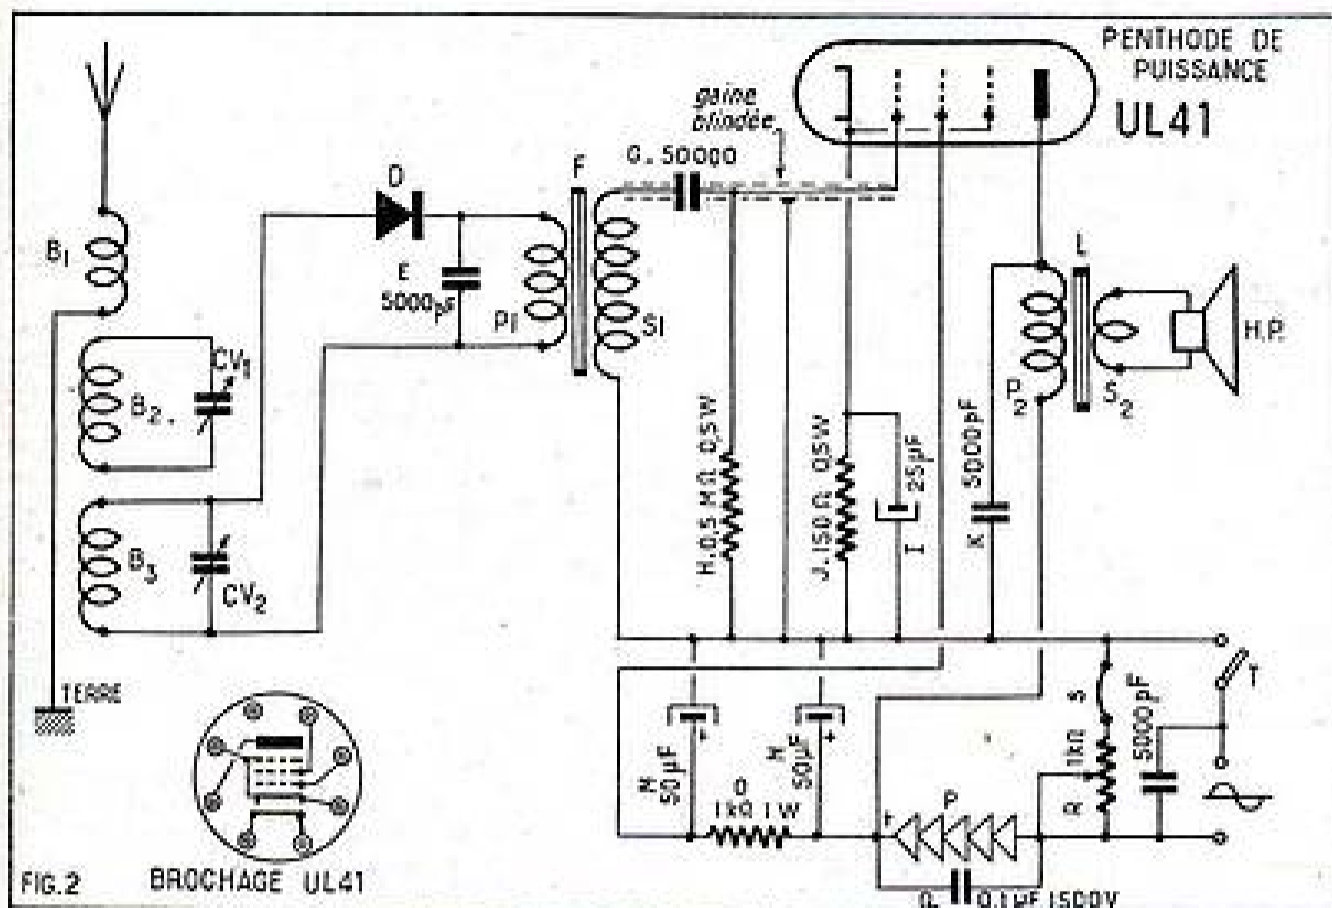 PENTHODE DE
PUISSANCE
UL41
gaine
blindée
G. 50000
F
D
B1
E
5000pF
P1
S1
L
H.P.
CV1
B2.
P2
S2
H. 0,5 MΩ 0,5W
J. 150 Ω 0,5W
25µF
I
5000pF
K
B3
CV2
TERRE
M
50µF
+
N
50µF
+
O
1kΩ 1W
+
P
S
1kΩ
R
5000pF
T
0,1µF 1500V
FIG.2
BROCHAGE UL41